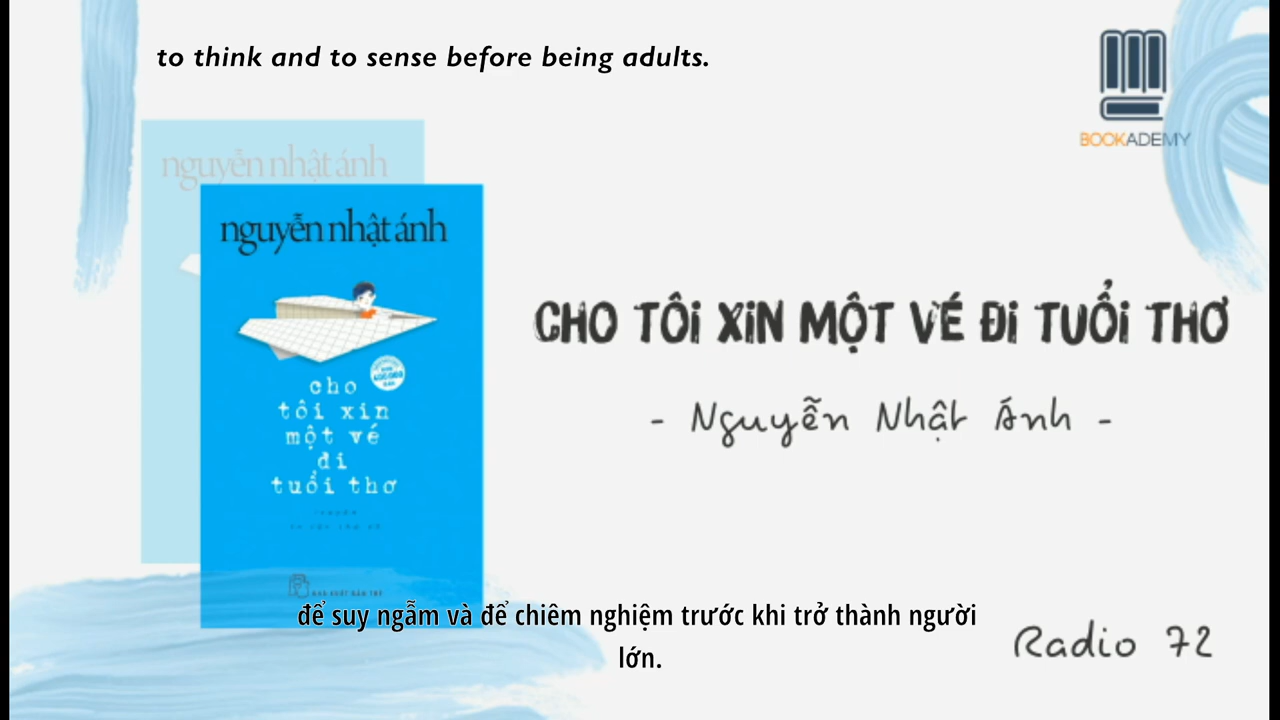 to think and to sense before being adults.
BOOKADEMY
nguyễn nhật ánh
nguyễn nhật ánh
cho
tôi xin
một vé
đi
tuổi thơ
CHO TÔI XiN MỘT VÉ Đi TUỔi THƠ
- Nguyễn Nhật Ánh -
để suy ngẫm và để chiêm nghiệm trước khi trở thành người
lớn.
Radio 72